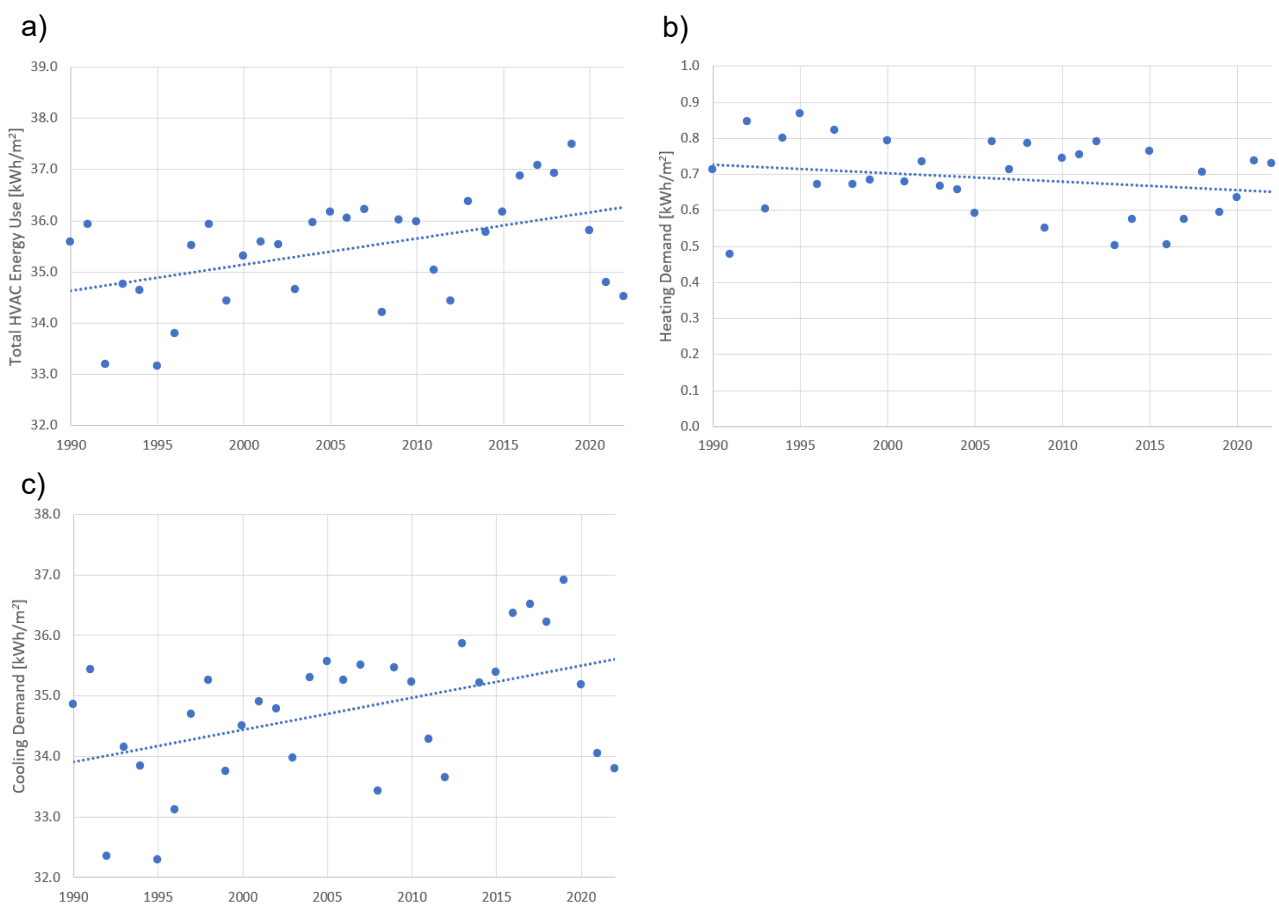 a)
Total HVAC Energy Use [kWh/m²]
39.0
38.0
37.0
36.0
35.0
34.0
33.0
32.0
1990 1995 2000 2005 2010 2015 2020
b)
Heating Demand [kWh/m²]
1.0
0.9
0.8
0.7
0.6
0.5
0.4
0.3
0.2
0.1
0.0
1990 1995 2000 2005 2010 2015 2020
c)
Cooling Demand [kWh/m²]
38.0
37.0
36.0
35.0
34.0
33.0
32.0
1990 1995 2000 2005 2010 2015 2020